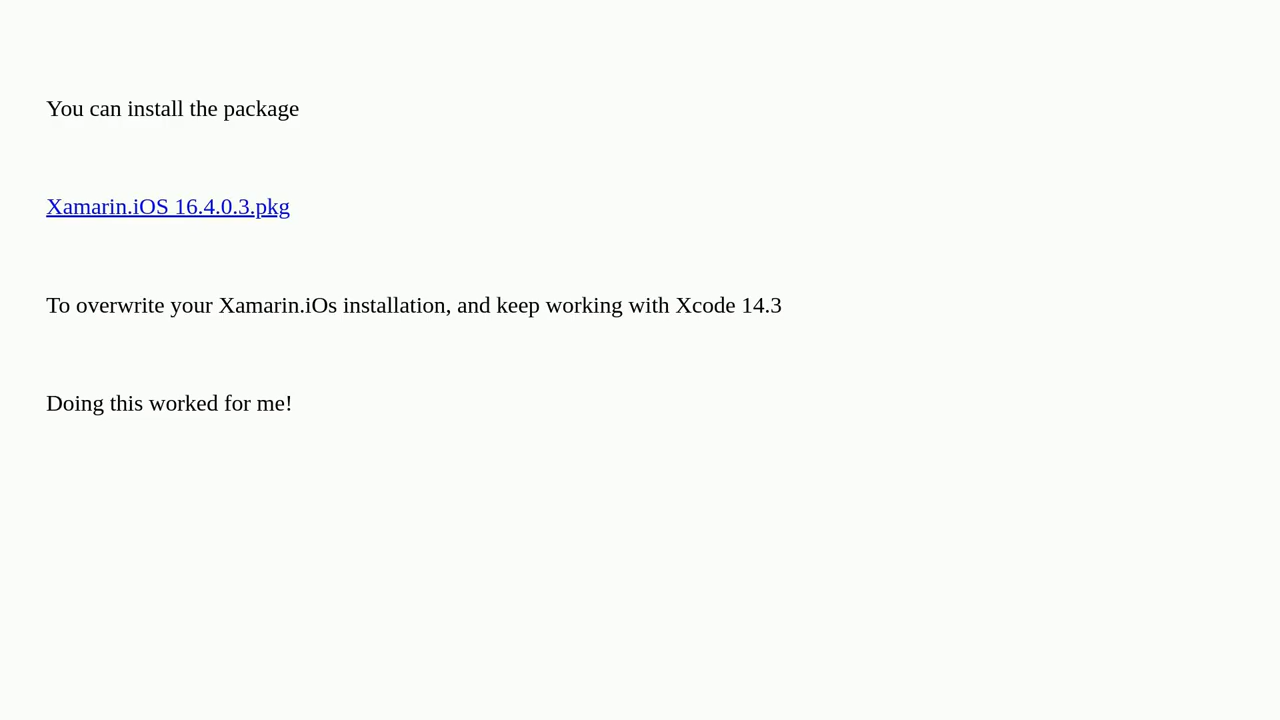 You can install the package
Xamarin.iOS 16.4.0.3.pkg
To overwrite your Xamarin.iOs installation, and keep working with Xcode 14.3
Doing this worked for me!